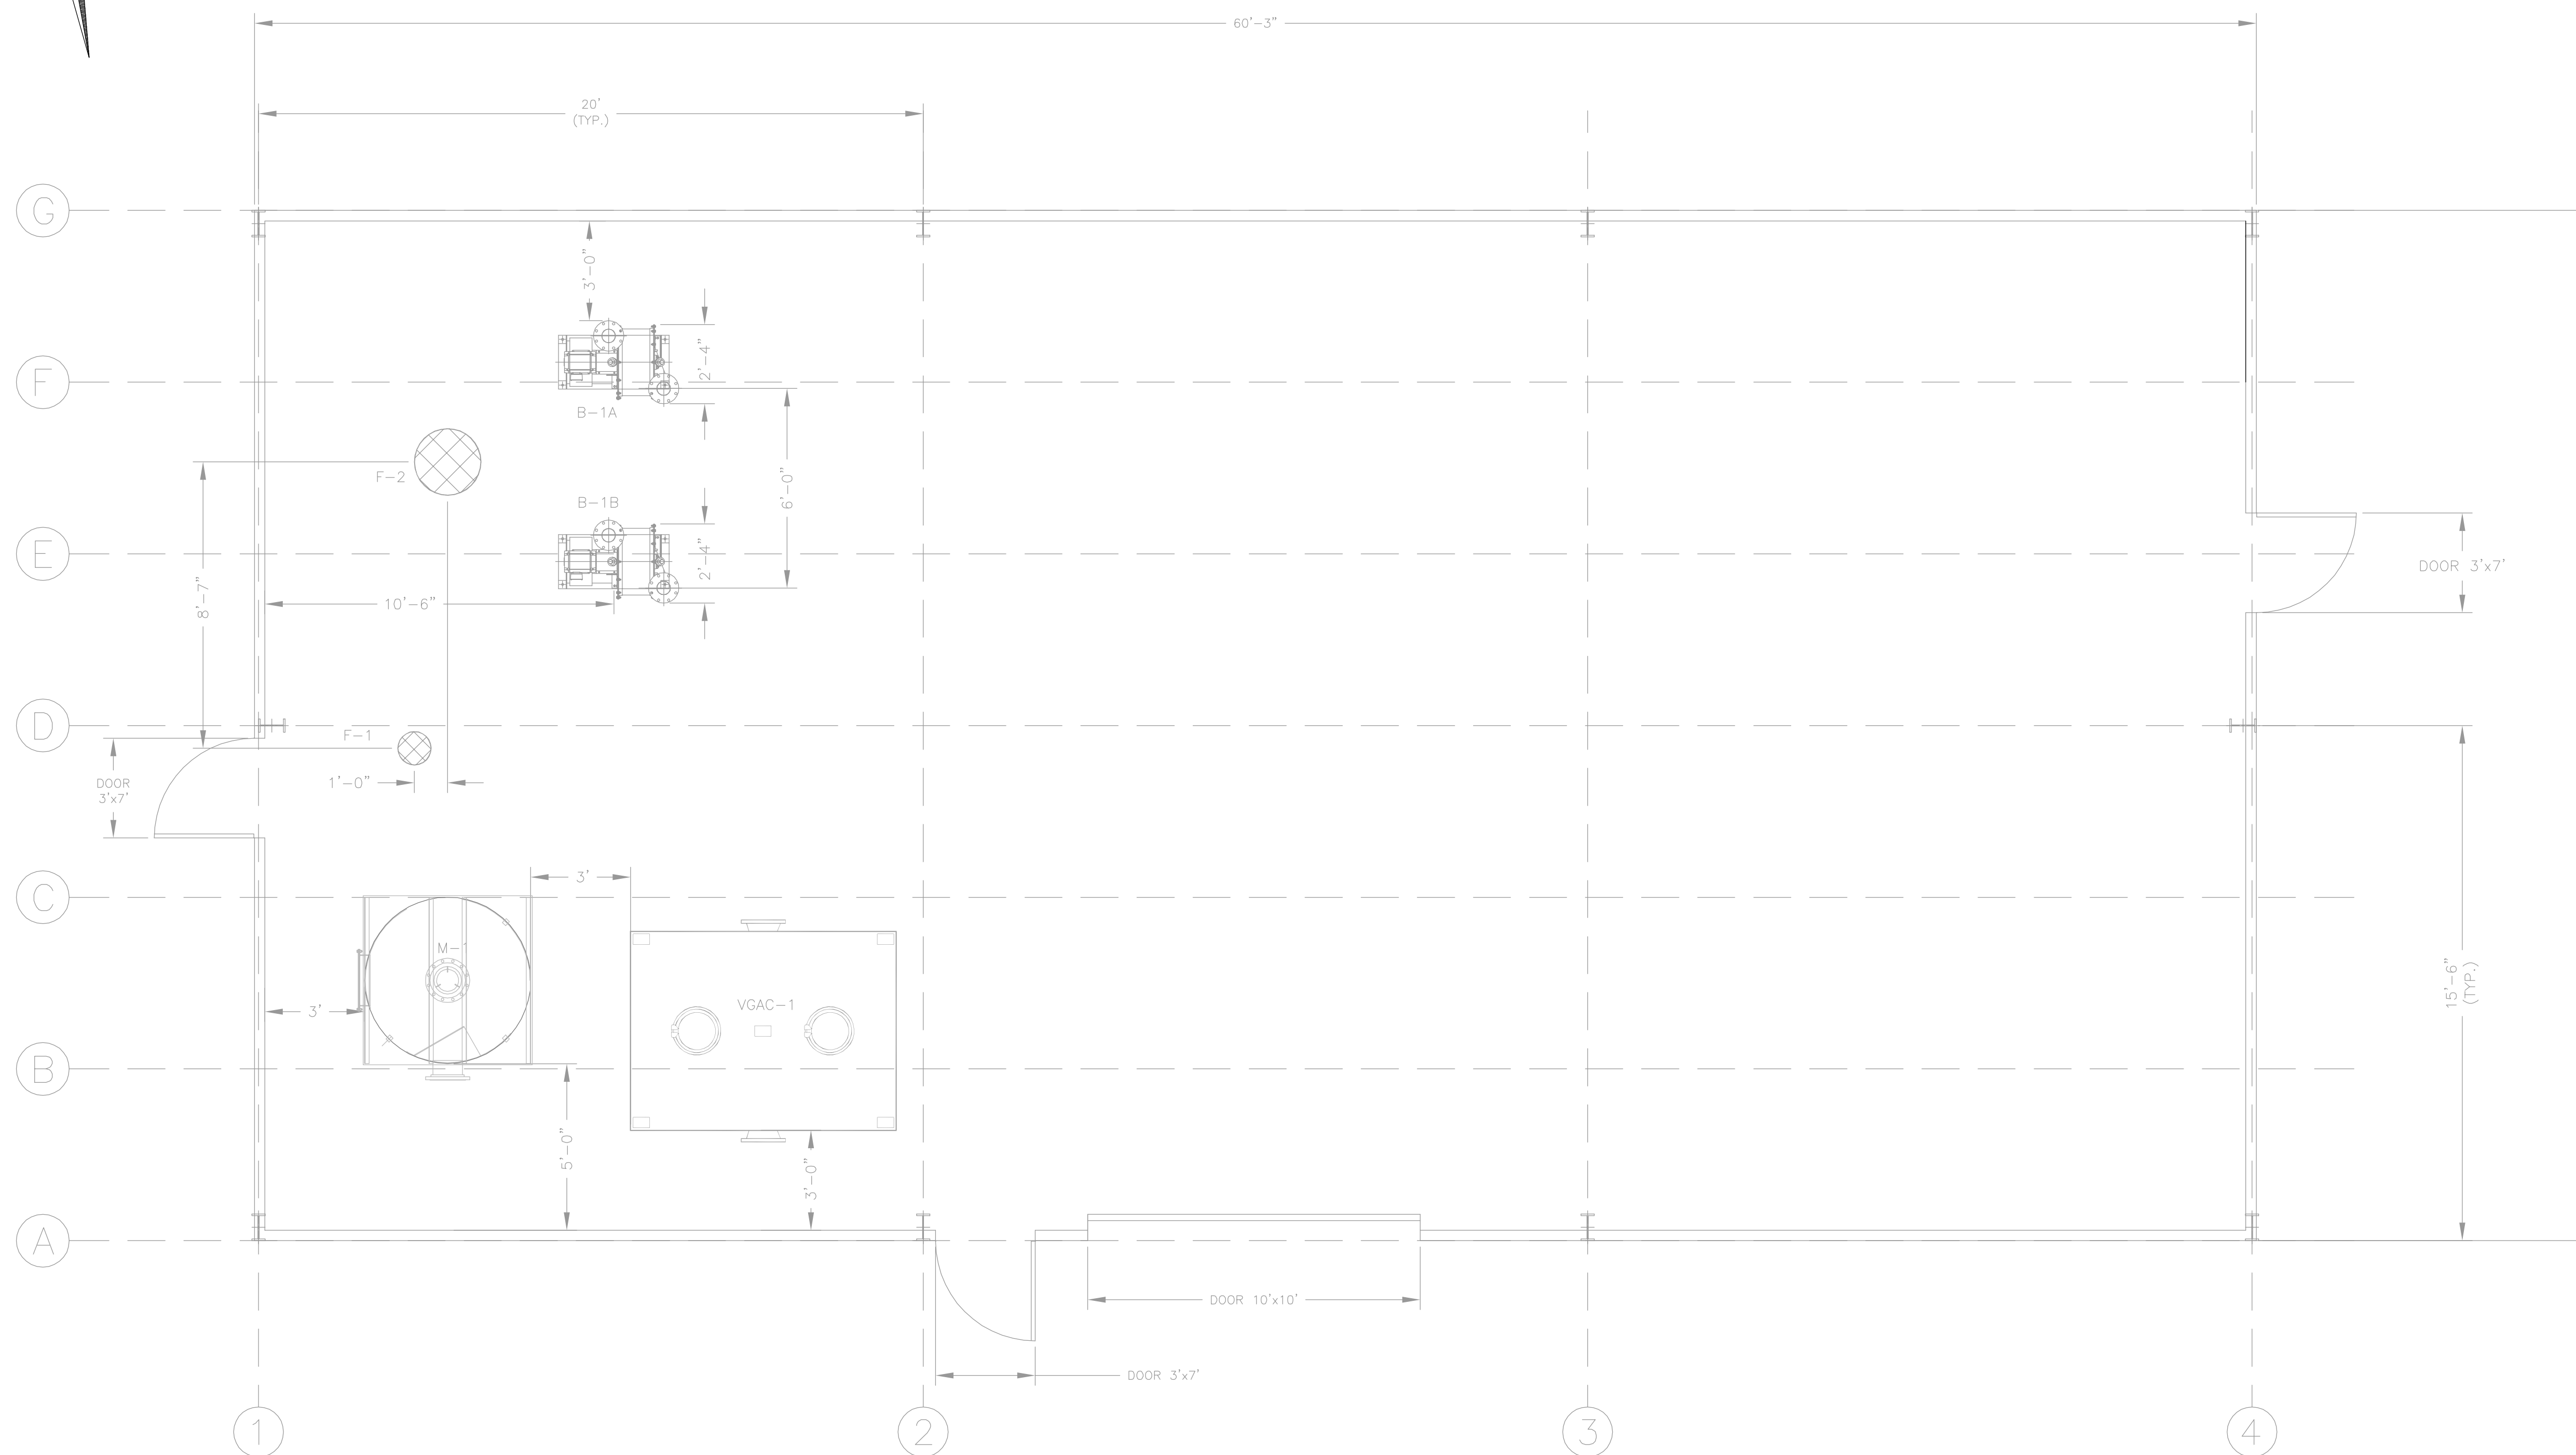 60'-3"
20'
(TYP.)
G
3'-0"
2'-4"
F
B-1A
F-2
6'-0"
B-1B
E
2'-4"
DOOR 3'x7'
8'-7"
10'-6"
D
F-1
1'-0"
DOOR
3'x7'
3'
C
M-1
15'-6"
(TYP.)
VGAC-1
3'
B
5'-0"
3'-0"
A
DOOR 10'x10'
DOOR 3'x7'
1
2
3
4